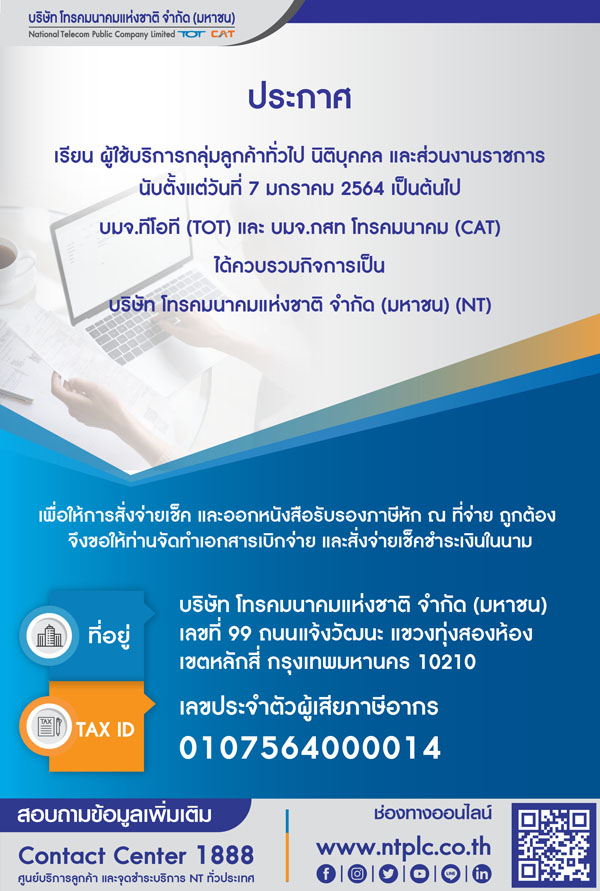 บริษัท โทรคมนาคมแห่งชาติ จำกัด (มหาชน)
National Telecom Public Company Limited TOT CAT
ประกาศ
เรียน ผู้ใช้บริการกลุ่มลูกค้าทั่วไป นิติบุคคล และส่วนงานราชการ
นับตั้งแต่วันที่ 7 มกราคม 2564 เป็นต้นไป
บมจ.ทีโอที (TOT) และ บมจ.กสท โทรคมนาคม (CAT)
ได้ควบรวมกิจการเป็น
บริษัท โทรคมนาคมแห่งชาติ จำกัด (มหาชน) (NT)
เพื่อให้การสั่งจ่ายเช็ค และออกหนังสือรับรองภาษีหัก ณ ที่จ่าย ถูกต้อง
จึงขอให้ท่านจัดทำเอกสารเบิกจ่าย และสั่งจ่ายเช็คชำระเงินในนาม
ที่อยู่
บริษัท โทรคมนาคมแห่งชาติ จำกัด (มหาชน)
เลขที่ 99 ถนนแจ้งวัฒนะ แขวงทุ่งสองห้อง
เขตหลักสี่ กรุงเทพมหานคร 10210
TAX
TAX ID
เลขประจำตัวผู้เสียภาษีอากร
0107564000014
สอบถามข้อมูลเพิ่มเติม
Contact Center 1888
ศูนย์บริการลูกค้า และจุดชำระบริการ NT ทั่วประเทศ
ช่องทางออนไลน์
www.ntplc.co.th